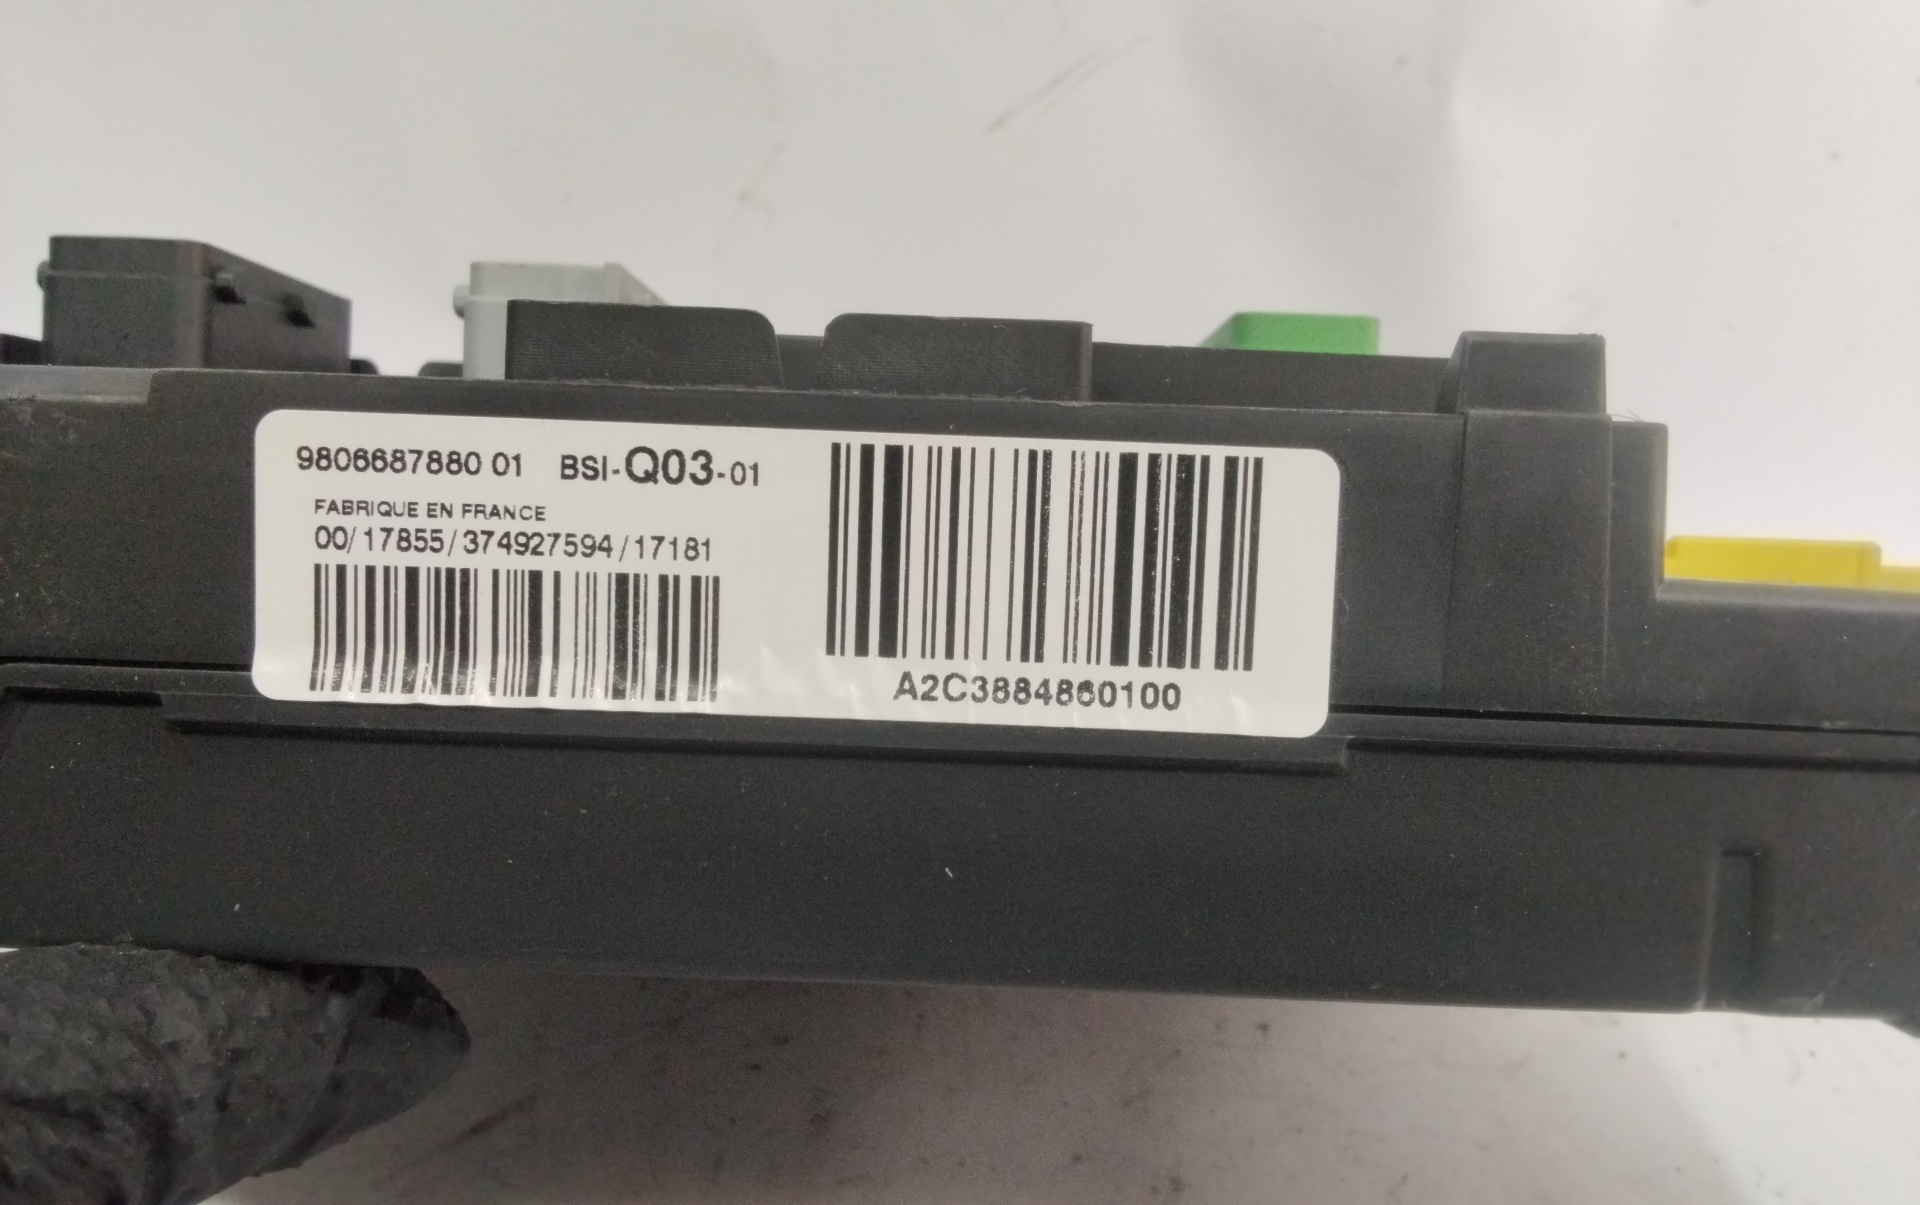 9806687880 01 BSI-Q03-01
FABRIQUE EN FRANCE
00/17855/374927594/17181
A2C3884860100